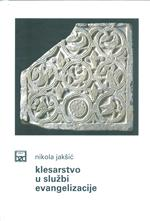 nikola jakšić
klesarstvo
u službi
evangelizacije